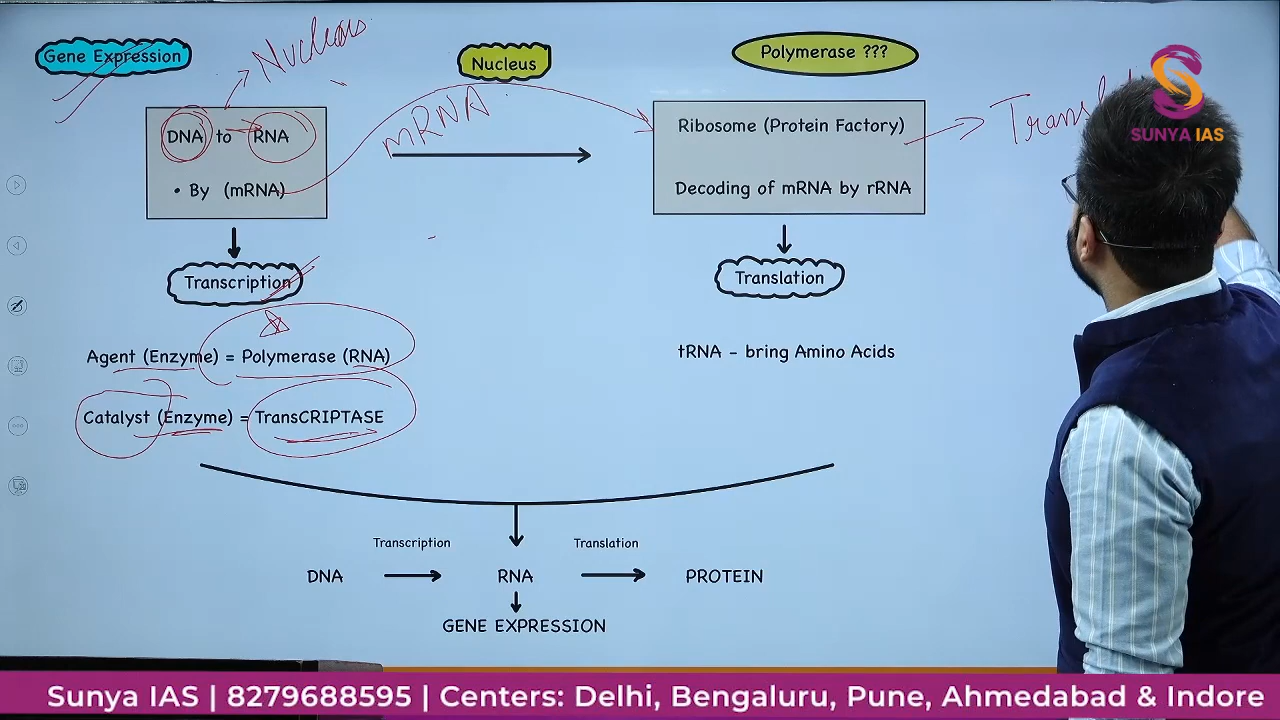 Gene Expression
Nucleus
Nucleus
Polymerase ???
SUNYA IAS
DNA to RNA
• By (mRNA)
mRNA
Ribosome (Protein Factory)
Decoding of mRNA by rRNA
Transcription
Translation
Agent (Enzyme) = Polymerase (RNA)
tRNA - bring Amino Acids
Catalyst (Enzyme) = TransCRIPTASE
Transcription
Translation
DNA
RNA
PROTEIN
GENE EXPRESSION
Sunya IAS | 8279688595 | Centers: Delhi, Bengaluru, Pune, Ahmedabad & Indore